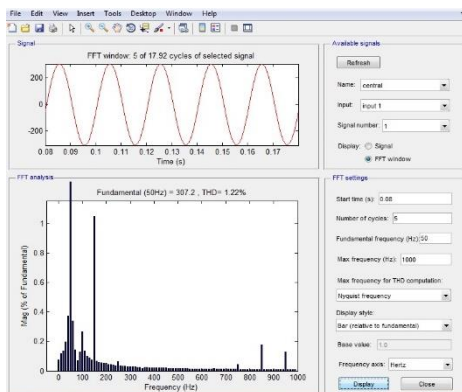 File Edit View Insert Tools Desktop Window Help
Signal
FFT window: 5 of 17.92 cycles of selected signal
200
0
-200
0.08 0.09 0.1 0.11 0.12 0.13 0.14 0.15 0.16 0.17
Time (s)
FFT analysis
Fundamental (50Hz) = 307.2 , THD= 1.22%
Mag (% of Fundamental)
1
0.8
0.6
0.4
0.2
0
0 100 200 300 400 500 600 700 800 900 1000
Frequency (Hz)
Available signals
Refresh
Name: central
Input: input 1
Signal number: 1
Display: Signal
FFT window
FFT settings
Start time (s): 0.08
Number of cycles: 5
Fundamental frequency (Hz): 50
Max frequency (Hz): 1000
Max frequency for THD computation:
Nyquist frequency
Display style:
Bar (relative to fundamental)
Base value: 1.0
Frequency axis: Hertz
Display Close